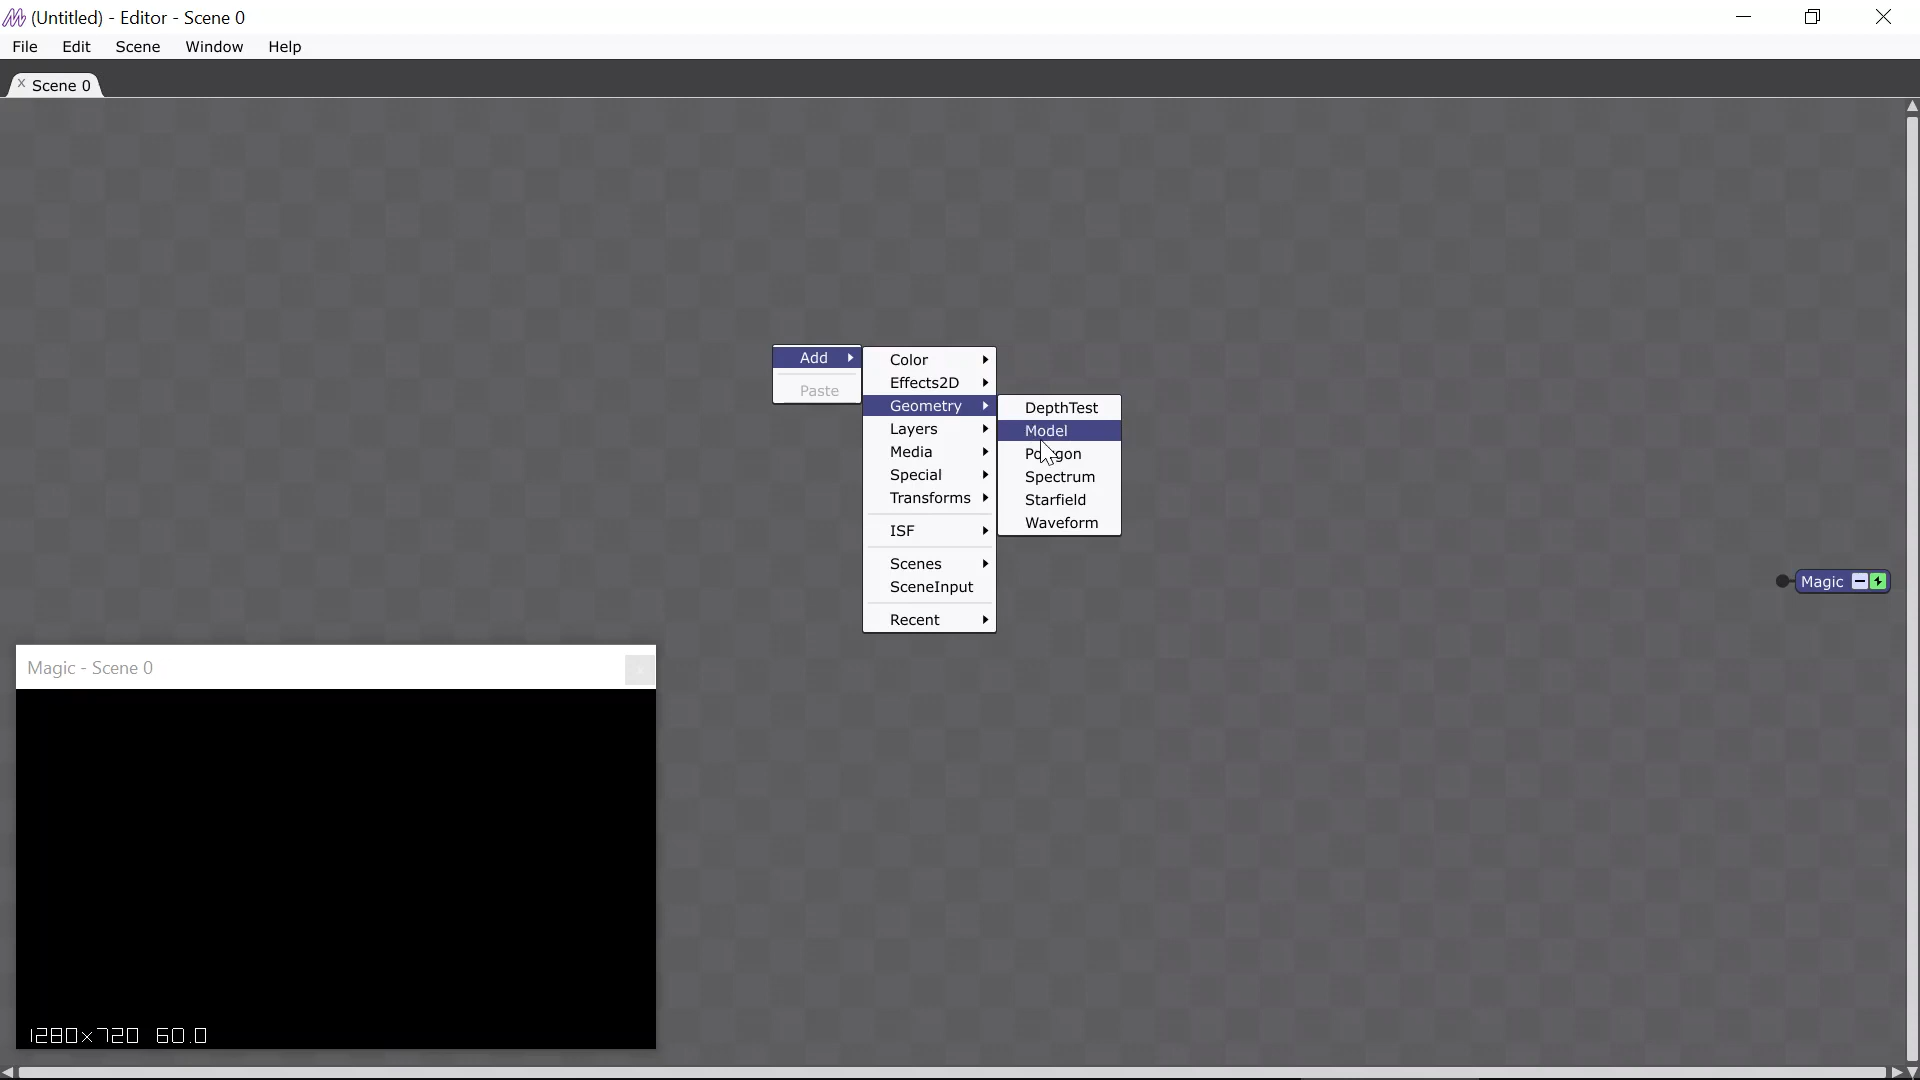 (Untitled) - Editor - Scene 0
File Edit Scene Window Help
x Scene 0
Add
Paste
Color
Effects2D
Geometry
Layers
Media
Special
Transforms
ISF
Scenes
SceneInput
Recent
DepthTest
Model
Spectrum
Starfield
Waveform
Magic
Magic - Scene 0
1280x720 60.0